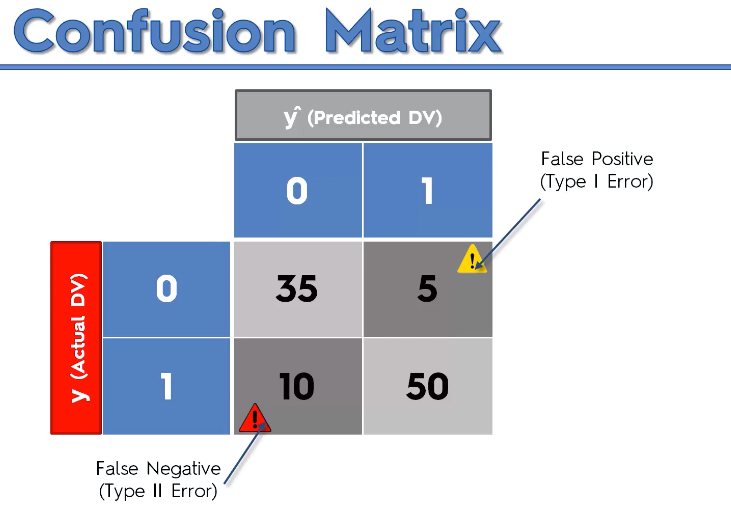 Confusion Matrix
ŷ (Predicted DV)
False Positive
(Type I Error)
0 1
y (Actual DV)
0 35 5
1 10 50
False Negative
(Type II Error)